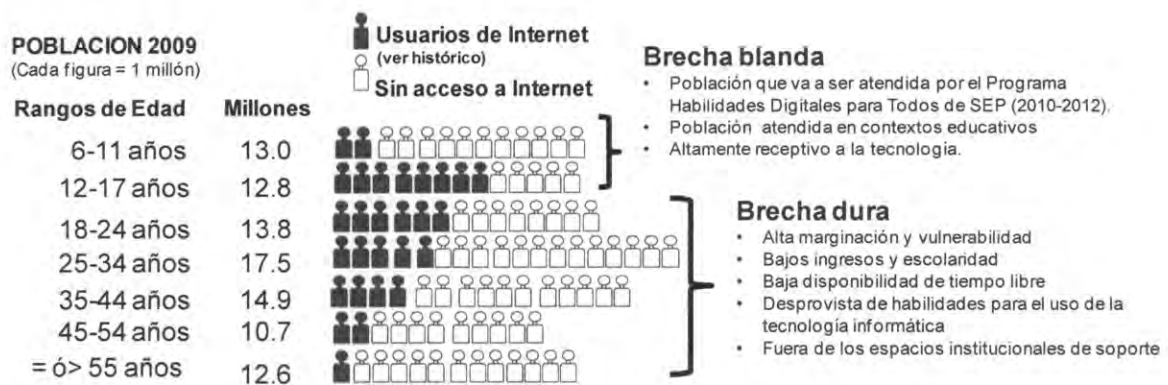 POBLACION 2009
(Cada figura = 1 millón)
Usuarios de Internet
(ver histórico)
Sin acceso a Internet
Rangos de Edad Millones
6-11 años 13.0
12-17 años 12.8
18-24 años 13.8
25-34 años 17.5
35-44 años 14.9
45-54 años 10.7
= ó> 55 años 12.6
Brecha blanda
• Población que va a ser atendida por el Programa
Habilidades Digitales para Todos de SEP (2010-2012).
• Población atendida en contextos educativos
• Altamente receptivo a la tecnología.
Brecha dura
• Alta marginación y vulnerabilidad
• Bajos ingresos y escolaridad
• Baja disponibilidad de tiempo libre
• Desprovista de habilidades para el uso de la
tecnología informática
• Fuera de los espacios institucionales de soporte